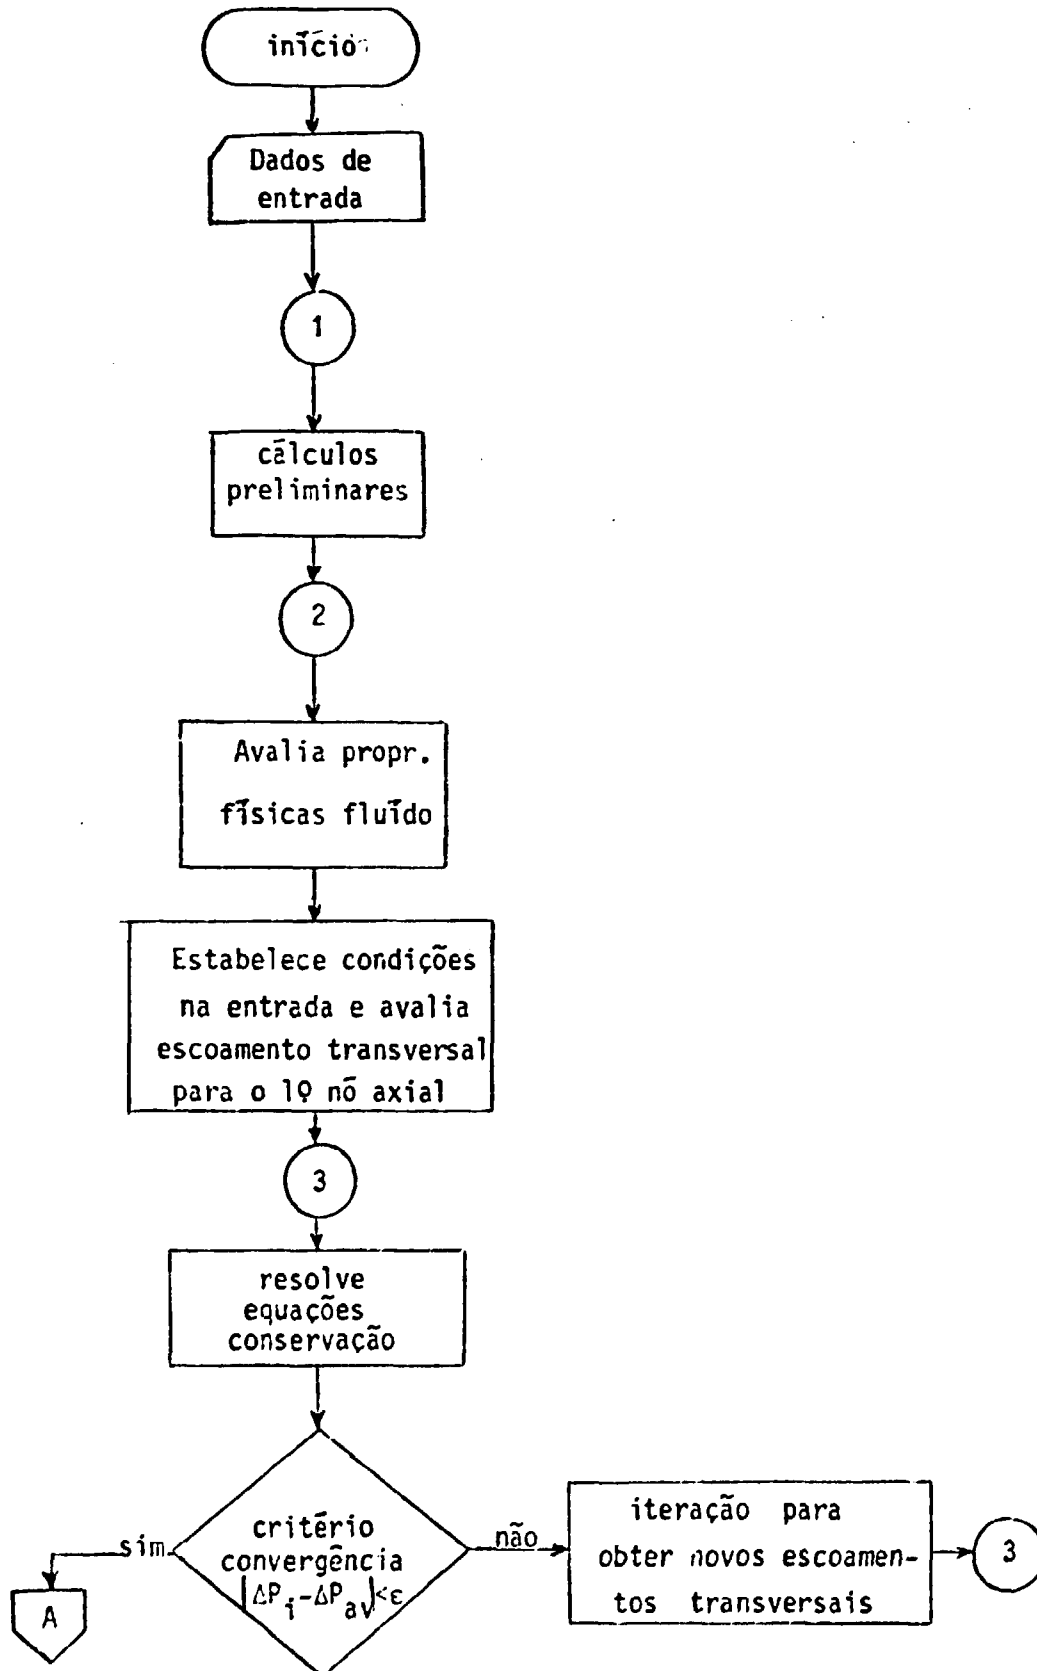 início
Dados de
entrada
1
cálculos
preliminares
2
Avalia propr.
físicas fluído
Estabelece condições
na entrada e avalia
escoamento transversal
para o 1º nó axial
3
resolve
equações
conservação
critério
convergência
|ΔP_i-ΔP_av|<ε
sim
A
não
iteração para
obter novos escoamen-
tos transversais
3